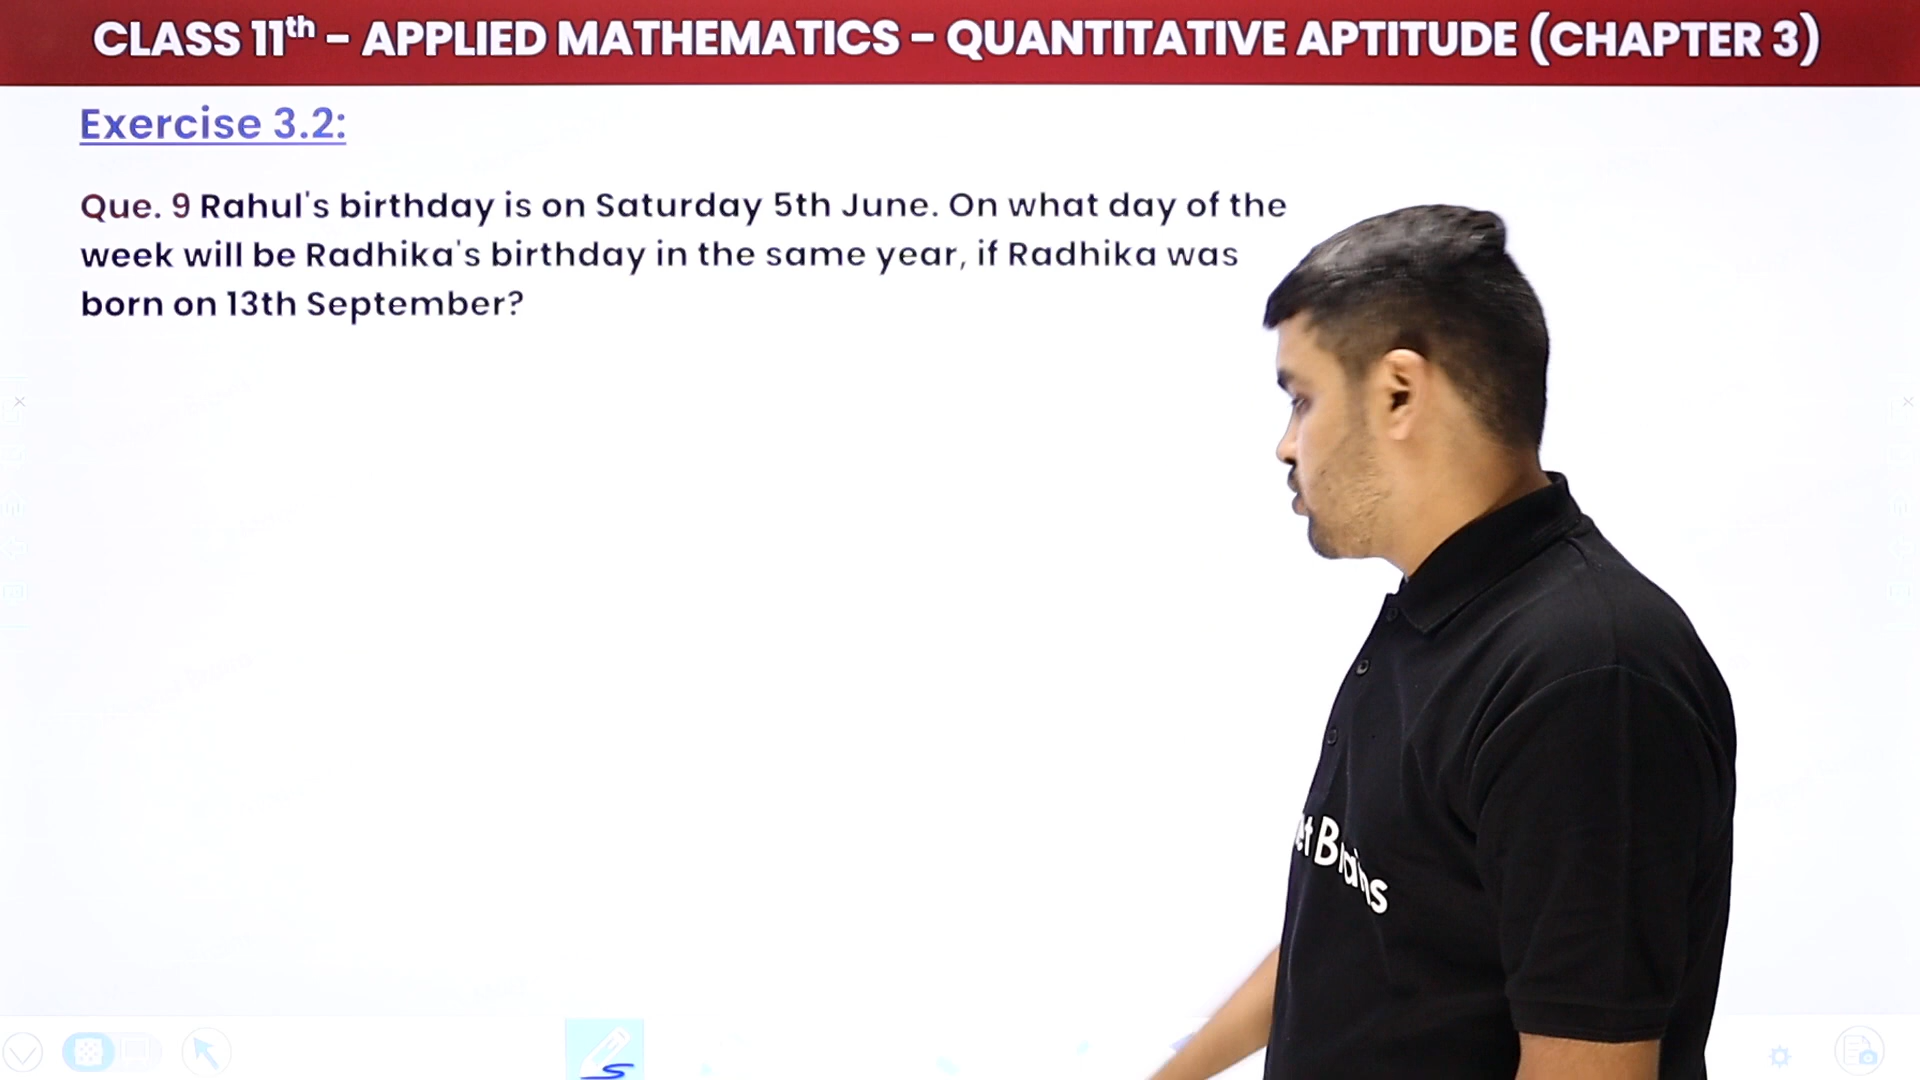 CLASS 11th – APPLIED MATHEMATICS – QUANTITATIVE APTITUDE (CHAPTER 3)
Exercise 3.2:
Que. 9 Rahul's birthday is on Saturday 5th June. On what day of the
week will be Radhika's birthday in the same year, if Radhika was
born on 13th September?
et Brains